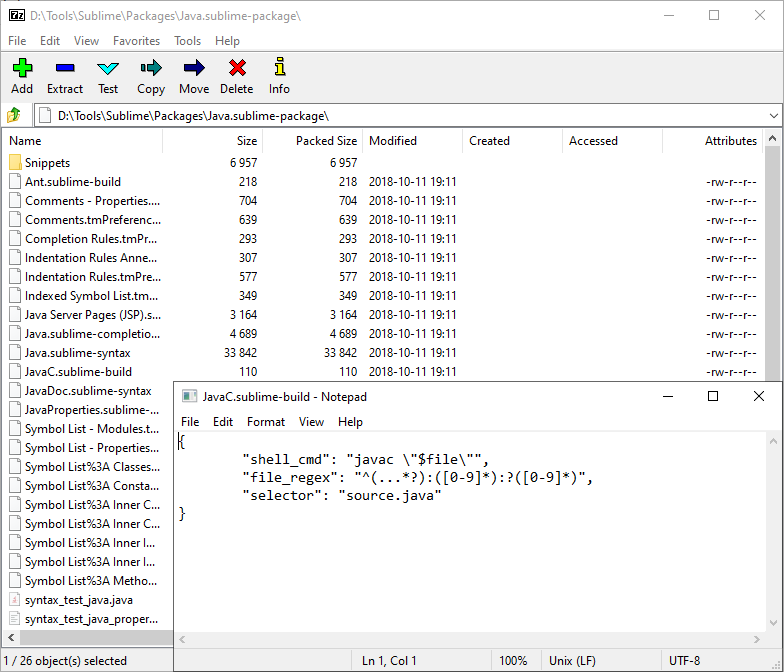 D:\Tools\Sublime\Packages\Java.sublime-package\
File Edit View Favorites Tools Help
Add Extract Test Copy Move Delete Info
D:\Tools\Sublime\Packages\Java.sublime-package\
Name Size Packed Size Modified Created Accessed Attributes
Snippets 6 957 6 957
Ant.sublime-build 218 218 2018-10-11 19:11 -rw-r--r--
Comments - Properties.... 704 704 2018-10-11 19:11 -rw-r--r--
Comments.tmPreferenc... 639 639 2018-10-11 19:11 -rw-r--r--
Completion Rules.tmPr... 293 293 2018-10-11 19:11 -rw-r--r--
Indentation Rules Anne... 307 307 2018-10-11 19:11 -rw-r--r--
Indentation Rules.tmPre... 577 577 2018-10-11 19:11 -rw-r--r--
Indexed Symbol List.tm... 349 349 2018-10-11 19:11 -rw-r--r--
Java Server Pages (JSP).s... 3 164 3 164 2018-10-11 19:11 -rw-r--r--
Java.sublime-completio... 4 689 4 689 2018-10-11 19:11 -rw-r--r--
Java.sublime-syntax 33 842 33 842 2018-10-11 19:11 -rw-r--r--
JavaC.sublime-build 110 110 2018-10-11 19:11 -rw-r--r--
JavaDoc.sublime-syntax
JavaProperties.sublime-...
Symbol List - Modules.t...
Symbol List - Properties...
Symbol List%3A Classes...
Symbol List%3A Consta...
Symbol List%3A Inner C...
Symbol List%3A Inner C...
Symbol List%3A Inner I...
Symbol List%3A Inner I...
Symbol List%3A Metho...
syntax_test_java.java
syntax_test_java_proper...
1 / 26 object(s) selected
JavaC.sublime-build - Notepad
File Edit Format View Help
{
"shell_cmd": "javac \"$file\"",
"file_regex": "^(...*?):([0-9]*):?([0-9]*)",
"selector": "source.java"
}
Ln 1, Col 1 100% Unix (LF) UTF-8